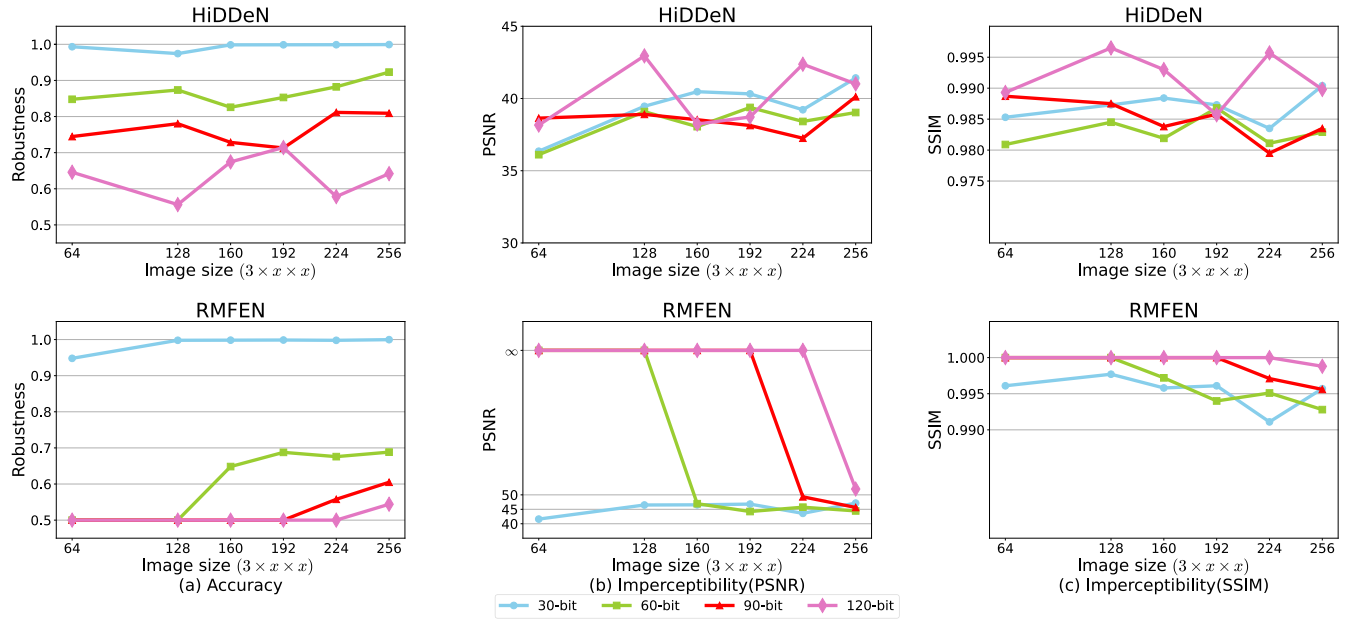 HiDDeN
1.0
0.9
0.8
0.7
0.6
0.5
Robustness
64 128 160 192 224 256
Image size (3 × x × x)
HiDDeN
45
40
35
30
PSNR
64 128 160 192 224 256
Image size (3 × x × x)
HiDDeN
0.995
0.990
0.985
0.980
0.975
SSIM
64 128 160 192 224 256
Image size (3 × x × x)
RMFEN
1.0
0.9
0.8
0.7
0.6
0.5
Robustness
64 128 160 192 224 256
Image size (3 × x × x)
(a) Accuracy
RMFEN
∞
50
45
40
PSNR
64 128 160 192 224 256
Image size (3 × x × x)
(b) Imperceptibility(PSNR)
RMFEN
1.000
0.995
0.990
SSIM
64 128 160 192 224 256
Image size (3 × x × x)
(c) Imperceptibility(SSIM)
30-bit 60-bit 90-bit 120-bit